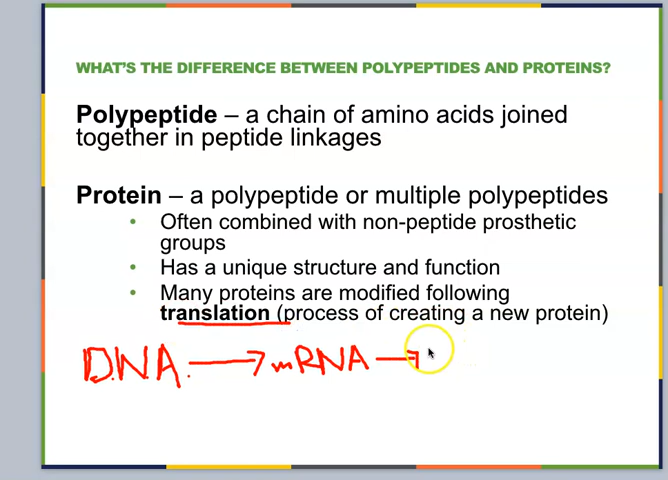 WHAT'S THE DIFFERENCE BETWEEN POLYPEPTIDES AND PROTEINS?
Polypeptide – a chain of amino acids joined
together in peptide linkages
Protein – a polypeptide or multiple polypeptides
• Often combined with non-peptide prosthetic
groups
• Has a unique structure and function
• Many proteins are modified following
translation (process of creating a new protein)
DNA → mRNA →